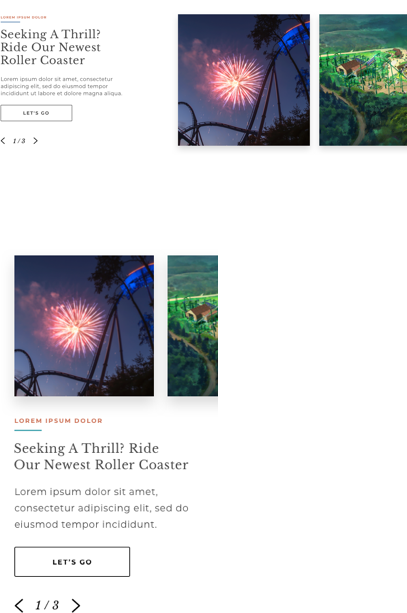 LOREM IPSUM DOLOR
Seeking A Thrill?
Ride Our Newest
Roller Coaster
Lorem ipsum dolor sit amet, consectetur
adipiscing elit, sed do eiusmod tempor
incididunt ut labore et dolore magna aliqua.
LET'S GO
1 / 3
LOREM IPSUM DOLOR
Seeking A Thrill? Ride
Our Newest Roller Coaster
Lorem ipsum dolor sit amet,
consectetur adipiscing elit, sed do
eiusmod tempor incididunt.
LET'S GO
1 / 3